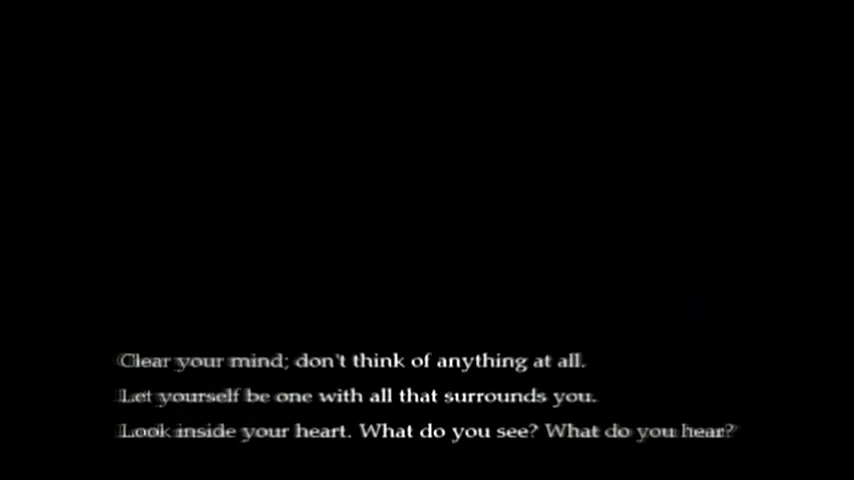 Clear your mind; don't think of anything at all.
Let yourself be one with all that surrounds you.
Look inside your heart. What do you see? What do you hear?